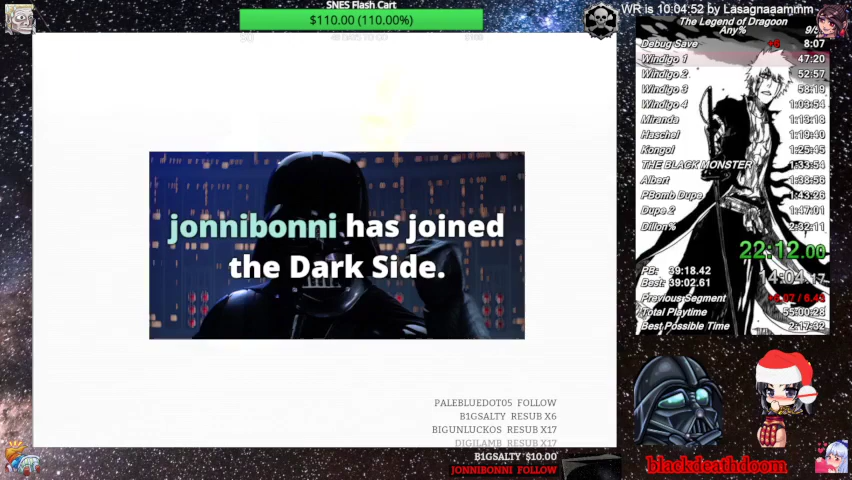 SNES Flash Cart
$110.00 (110.00%)
WR is 10:04:52 by Lasagnaaammm
The Legend of Dragoon
Any%
Debug Save +6 8:07
Windigo 1 47:20
Windigo 2 52:57
Windigo 3 58:19
Windigo 4 1:03:54
Miranda 1:13:18
Haschel 1:19:40
Kongol 1:25:45
THE BLACK MONSTER 1:33:54
Albert 1:38:56
PBomb Dupe 1:43:26
Dupe 2 1:47:01
Dillon% 2:32:11
22:12.00
PB: 39:18.42
Best: 39:02.61
14:04.17
Previous Segment
Total Playtime 55:00:28
Best Possible Time 2:17:32
jonnibonni has joined
the Dark Side.
PALEBLUEDOT05 FOLLOW
B1GSALTY RESUB X6
BIGUNLUCKOS RESUB X17
DIGILAMB RESUB X17
B1GSALTY $10.00
JONNIBONNI FOLLOW
blackdeathdoom